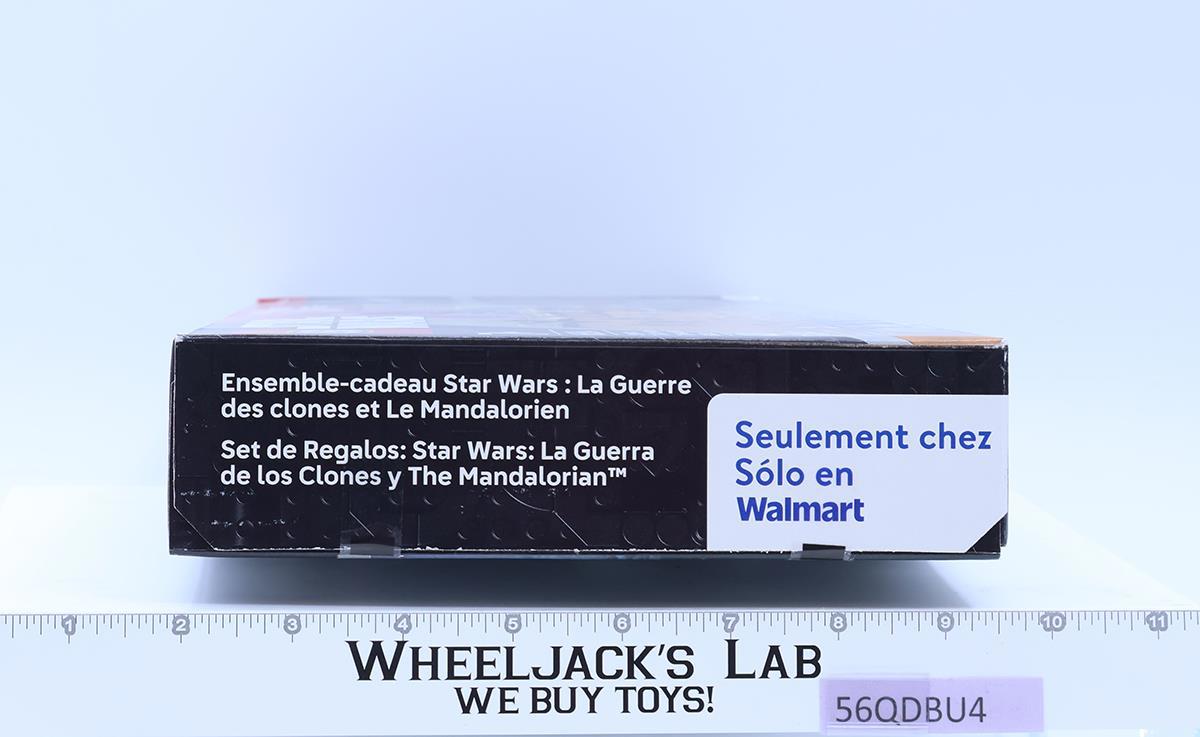 Ensemble-cadeau Star Wars : La Guerre
des clones et Le Mandalorien
Set de Regalos: Star Wars: La Guerra
de los Clones y The Mandalorian™
Seulement chez
Sólo en
Walmart
1 2 3 4 5 6 7 8 9 10 11
WHEELJACK'S LAB
WE BUY TOYS!
56QDBU4